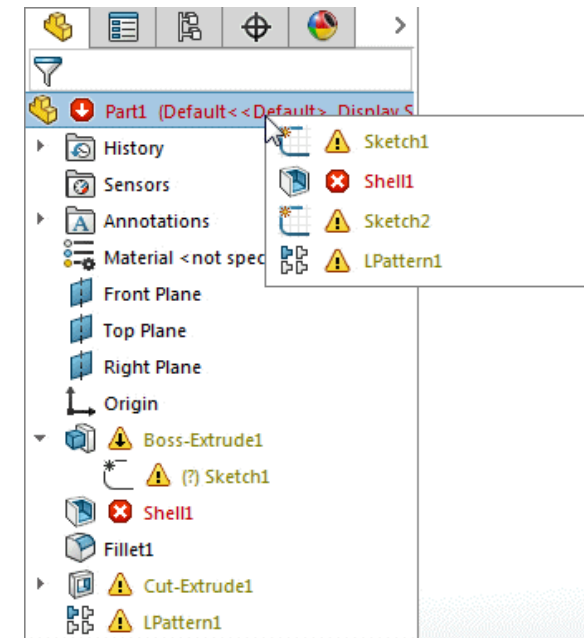 Part1 (Default<<Default>_Display S
Sketch1
Shell1
Sketch2
LPattern1
History
Sensors
Annotations
Material <not spec
Front Plane
Top Plane
Right Plane
Origin
Boss-Extrude1
(?) Sketch1
Shell1
Fillet1
Cut-Extrude1
LPattern1